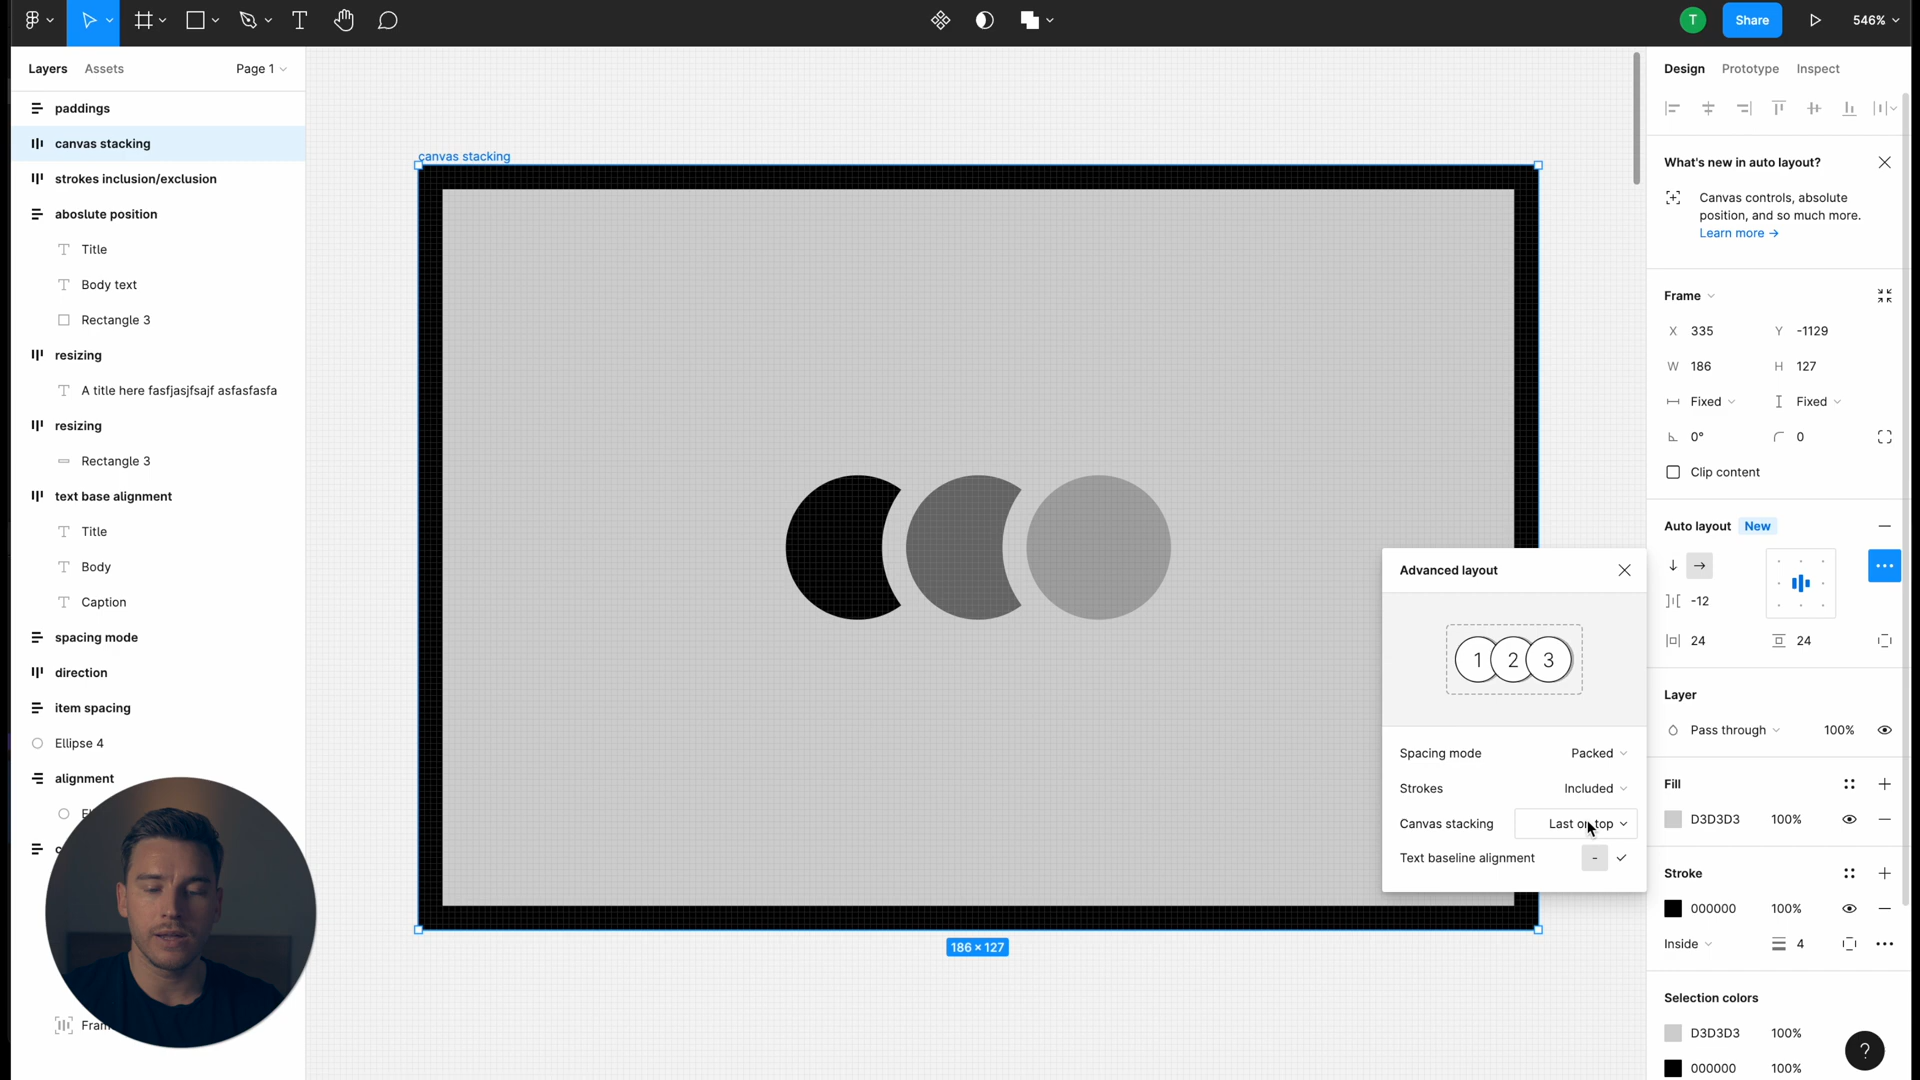 T
T
Share
546%
Layers
Assets
Page 1
paddings
canvas stacking
strokes inclusion/exclusion
aboslute position
Title
Body text
Rectangle 3
resizing
A title here fasfjasjfsajf asfasfasfa
resizing
Rectangle 3
text base alignment
Title
Body
Caption
spacing mode
direction
item spacing
Ellipse 4
alignment
canvas stacking
186 × 127
Advanced layout
1 2 3
Spacing mode
Packed
Strokes
Included
Canvas stacking
Last on top
Text baseline alignment
-
Design
Prototype
Inspect
What's new in auto layout?
Canvas controls, absolute
position, and so much more.
Learn more →
Frame
X 335
Y -1129
W 186
H 127
Fixed
Fixed
0°
0
Clip content
Auto layout
New
-12
24
24
Layer
Pass through
100%
Fill
D3D3D3
100%
Stroke
000000
100%
Inside
4
Selection colors
D3D3D3
100%
000000
100%
?